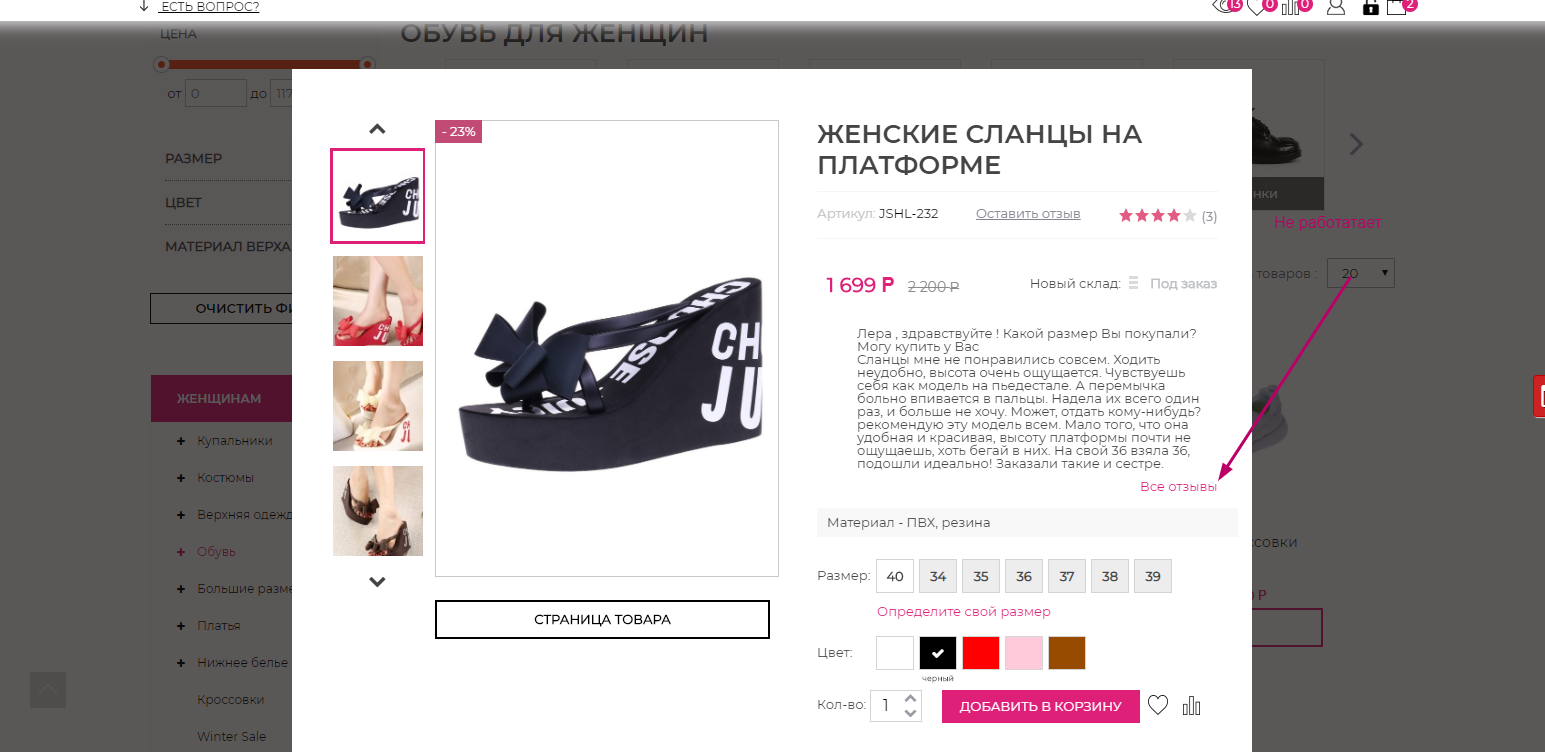 ЕСТЬ ВОПРОС?
13
0
0
2
ЦЕНА
ОБУВЬ ДЛЯ ЖЕНЩИН
от 0 до 117
РАЗМЕР
ЦВЕТ
МАТЕРИАЛ ВЕРХА
ОЧИСТИТЬ ФИ
ЖЕНЩИНАМ
+ Купальники
+ Костюмы
+ Верхняя одежд
+ Обувь
+ Большие разме
+ Платья
+ Нижнее белье
Кроссовки
Winter Sale
- 23%
СТРАНИЦА ТОВАРА
ЖЕНСКИЕ СЛАНЦЫ НА
ПЛАТФОРМЕ
Артикул: JSHL-232 Оставить отзыв (3)
1 699 Р 2 200 Р Новый склад: Под заказ
Лера , здравствуйте ! Какой размер Вы покупали?
Могу купить у Вас
Сланцы мне не понравились совсем. Ходить
неудобно, высота очень ощущается. Чувствуешь
себя как модель на пьедестале. А перемычка
больно впивается в пальцы. Надела их всего один
раз, и больше не хочу. Может, отдать кому-нибудь?
рекомендую эту модель всем. Мало того, что она
удобная и красивая, высоту платформы почти не
ощущаешь, хоть бегай в них. На свой 36 взяла 36,
подошли идеально! Заказали такие и сестре.
Все отзывы
Материал - ПВХ, резина
Размер: 40 34 35 36 37 38 39
Определите свой размер
Цвет:
черный
Кол-во: 1 ДОБАВИТЬ В КОРЗИНУ
НКИ
Не работатает
товаров : 20
ссовки
0 Р
CH
JU